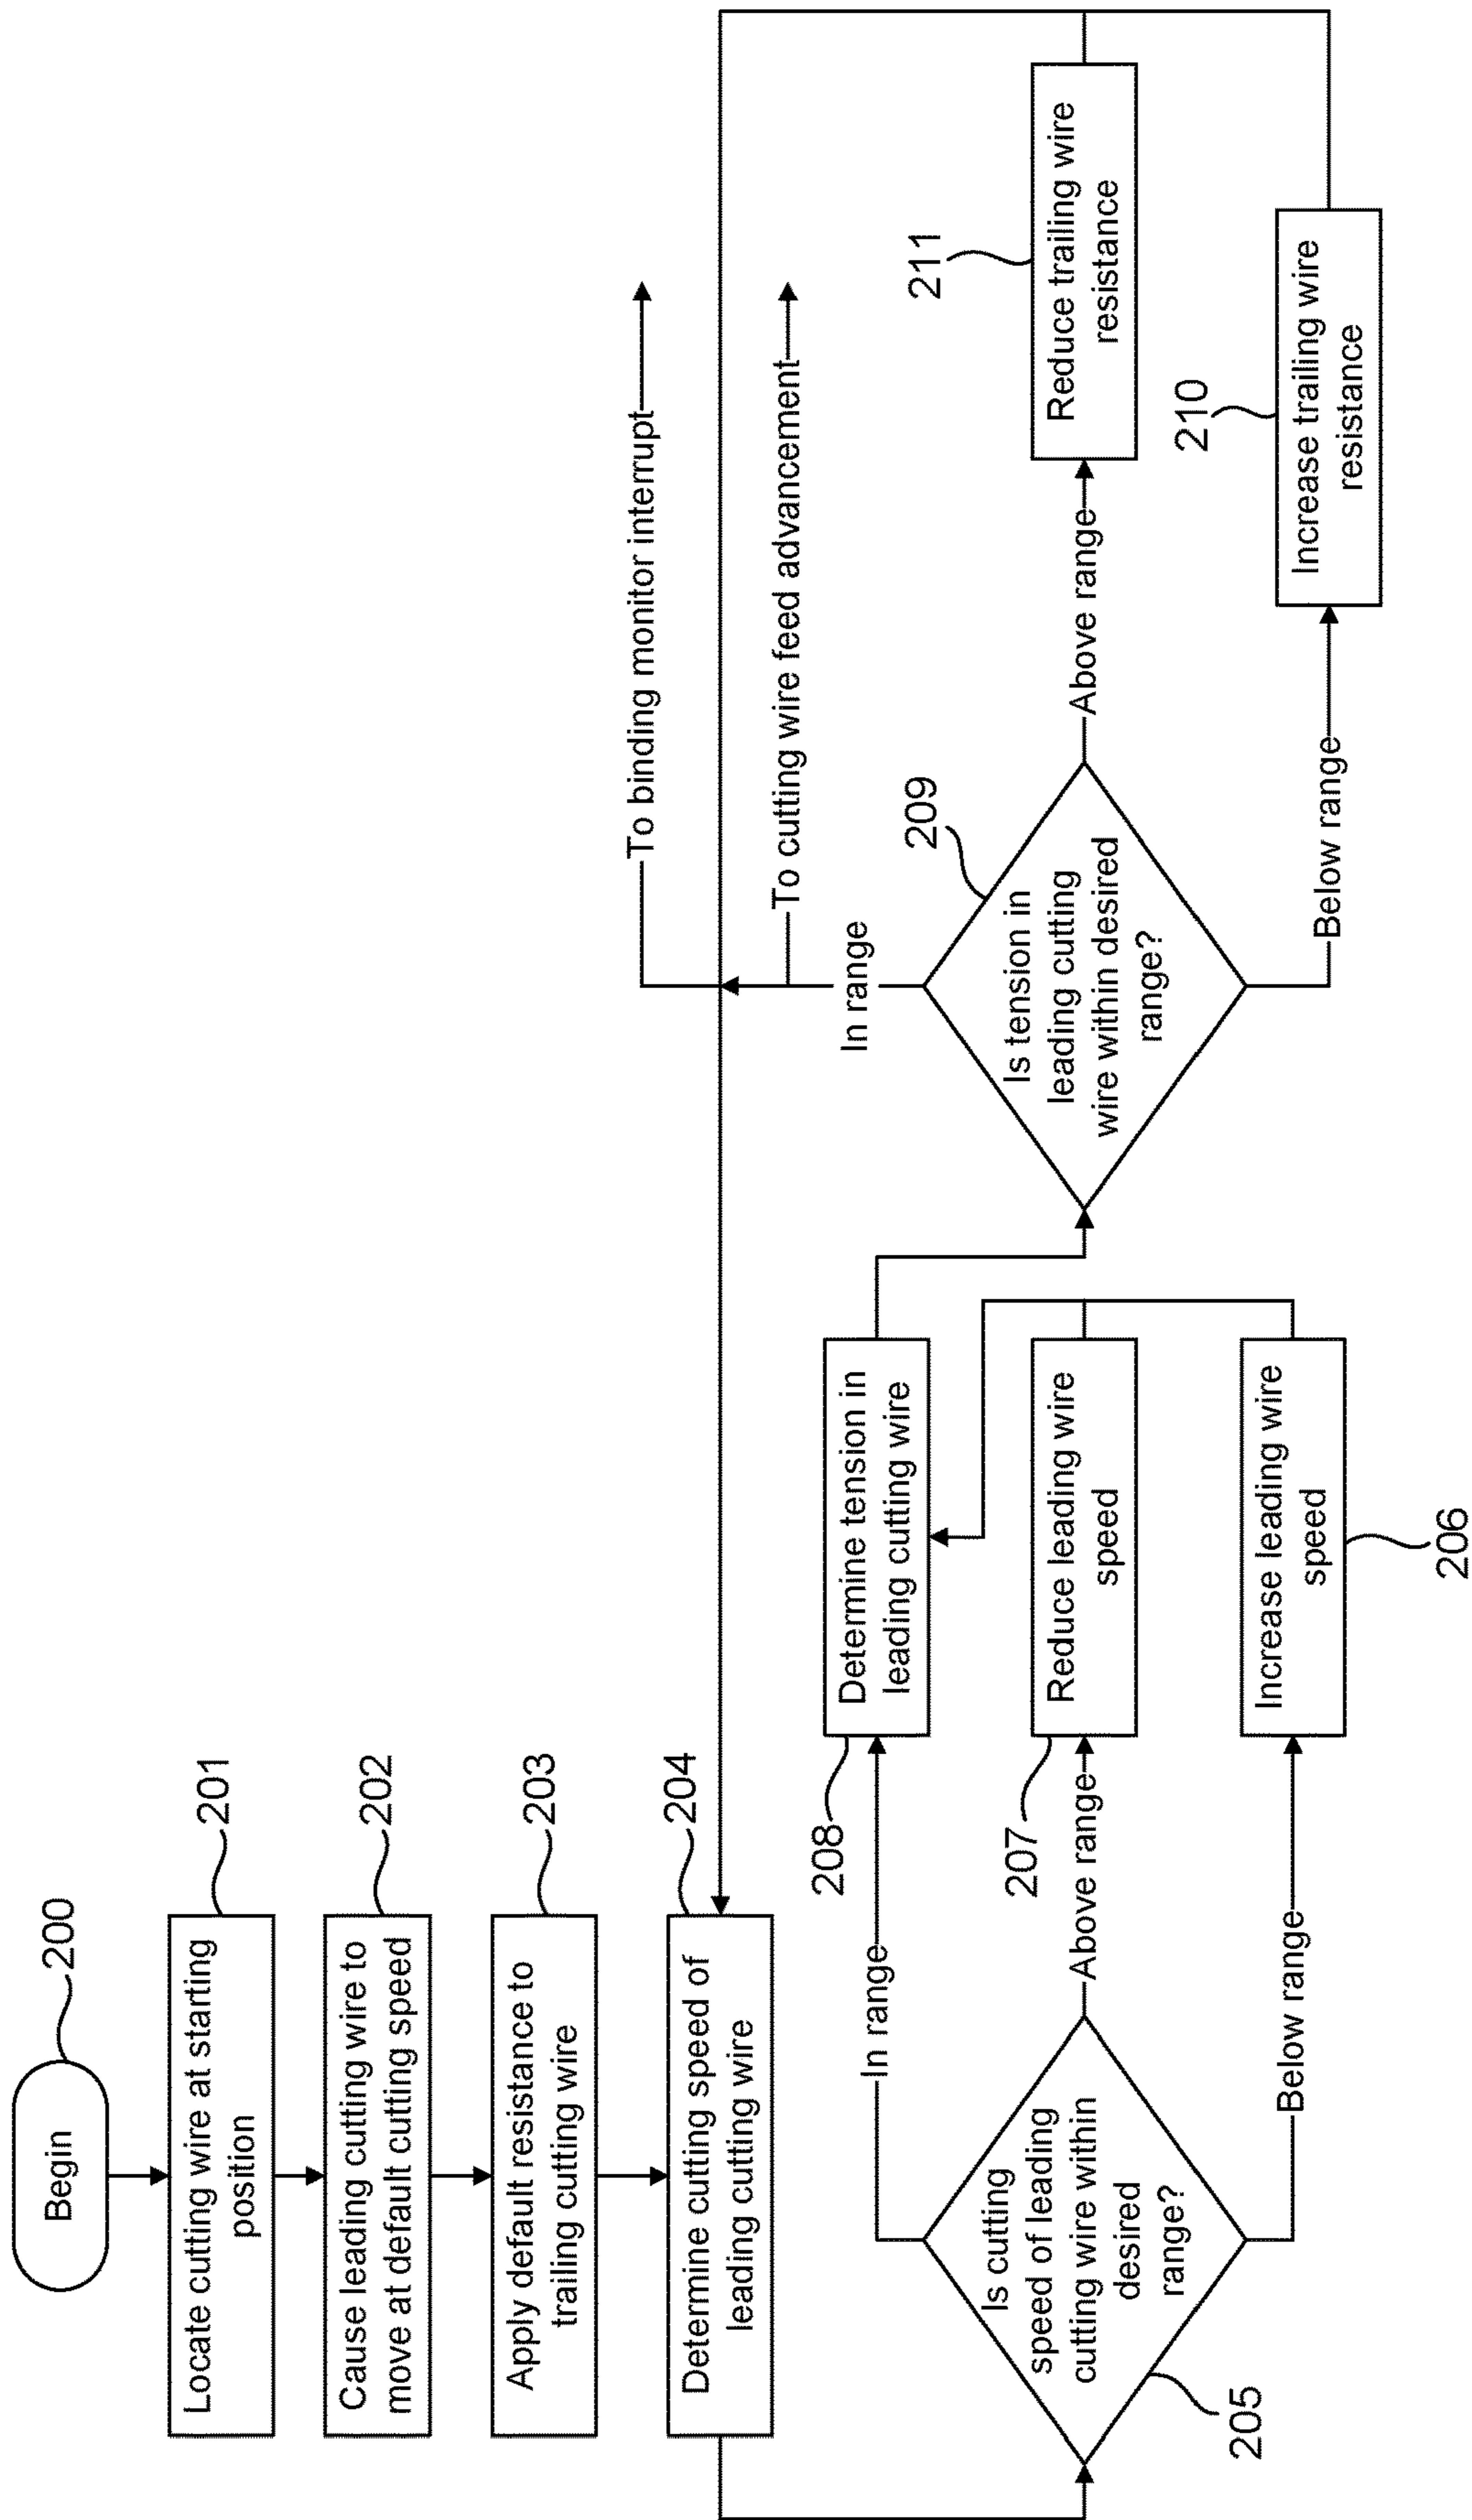 Begin
200
Locate cutting wire at starting
position
201
Cause leading cutting wire to
move at default cutting speed
202
Apply default resistance to
trailing cutting wire
203
Determine cutting speed of
leading cutting wire
204
Is cutting
speed of leading
cutting wire within
desired
range?
205
In range
Above range
Below range
208
Determine tension in
leading cutting wire
207
Reduce leading wire
speed
Increase leading wire
speed
206
Is tension in
leading cutting
wire within desired
range?
209
In range
To binding monitor interrupt
To cutting wire feed advancement
Above range
Below range
Reduce trailing wire
resistance
211
Increase trailing wire
resistance
210